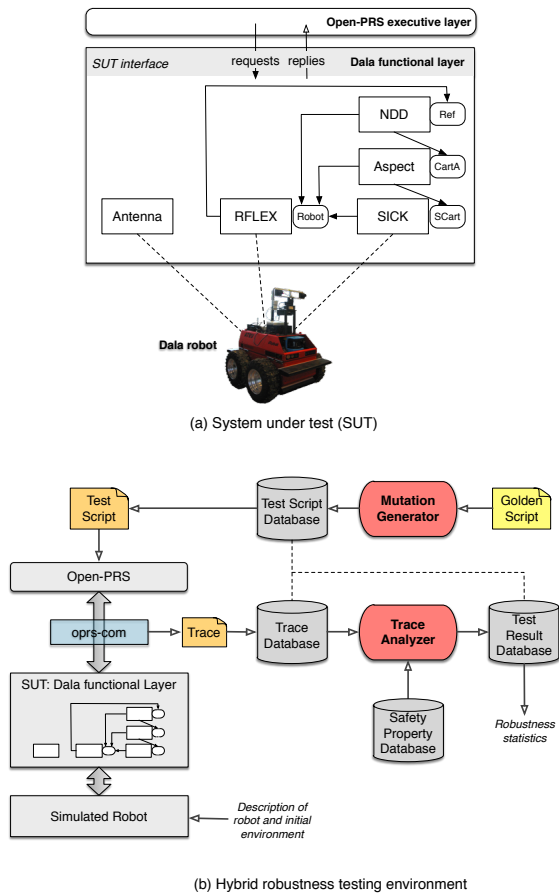 Open-PRS executive layer
SUT interface
requests
replies
Dala functional layer
NDD
Ref
Aspect
CartA
Antenna
RFLEX
Robot
SICK
SCart
Dala robot
(a) System under test (SUT)
Test
Script
Test Script
Database
Mutation
Generator
Golden
Script
Open-PRS
oprs-com
Trace
Trace
Database
Trace
Analyzer
Test
Result
Database
SUT: Dala functional Layer
Safety
Property
Database
Robustness
statistics
Simulated Robot
Description of
robot and initial
environment
(b) Hybrid robustness testing environment